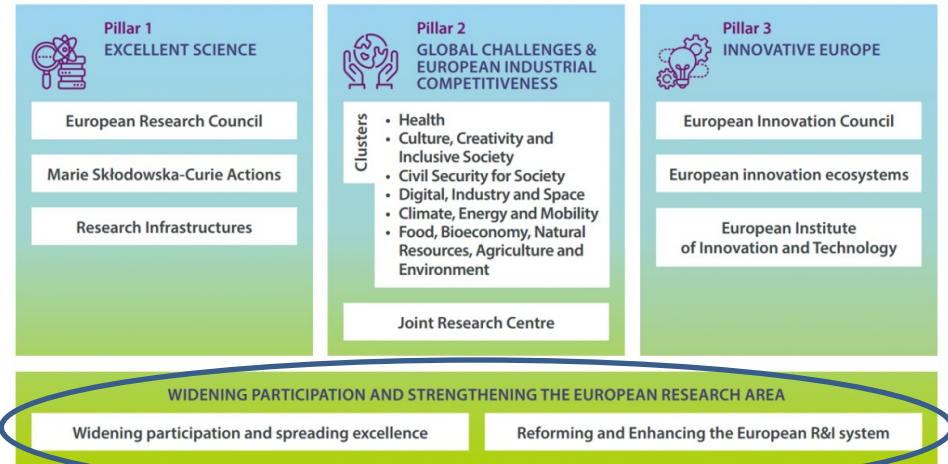 Pillar 1
EXCELLENT SCIENCE
European Research Council
Marie Skłodowska-Curie Actions
Research Infrastructures
Pillar 2
GLOBAL CHALLENGES &
EUROPEAN INDUSTRIAL
COMPETITIVENESS
Clusters
• Health
• Culture, Creativity and
Inclusive Society
• Civil Security for Society
• Digital, Industry and Space
• Climate, Energy and Mobility
• Food, Bioeconomy, Natural
Resources, Agriculture and
Environment
Joint Research Centre
Pillar 3
INNOVATIVE EUROPE
European Innovation Council
European innovation ecosystems
European Institute
of Innovation and Technology
WIDENING PARTICIPATION AND STRENGTHENING THE EUROPEAN RESEARCH AREA
Widening participation and spreading excellence
Reforming and Enhancing the European R&I system